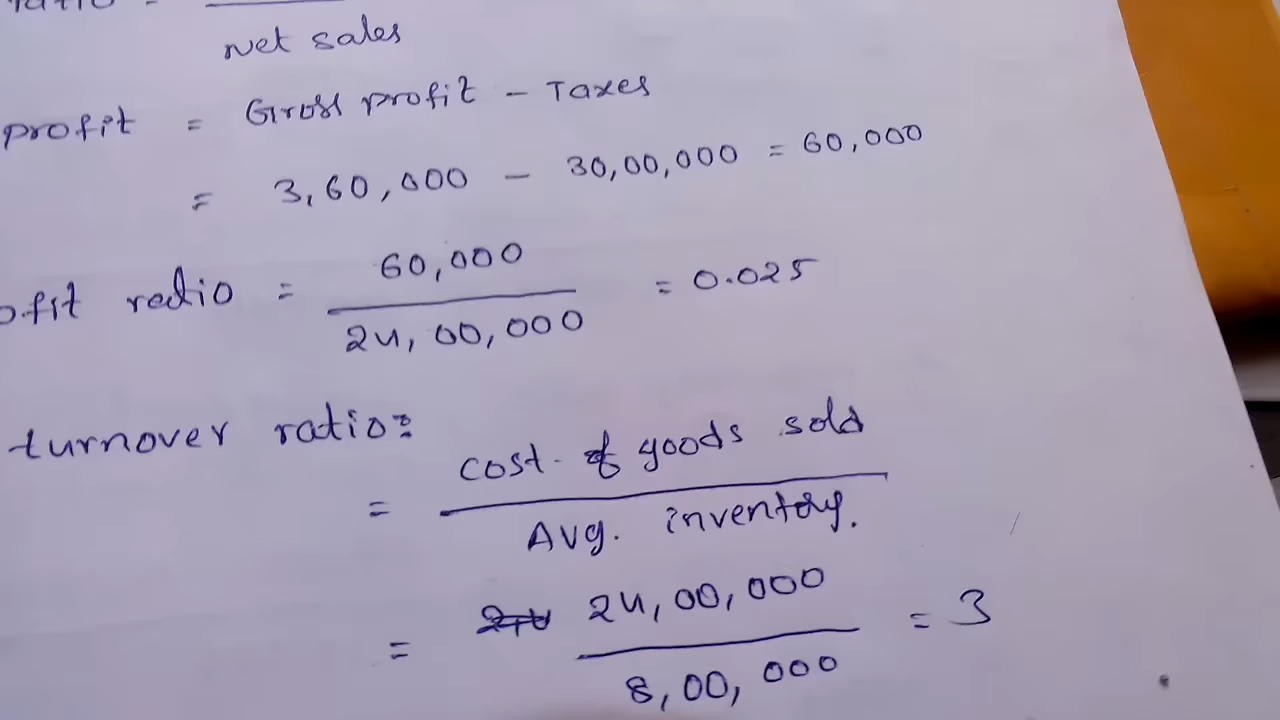 Net sales
profit = Gross profit - Taxes
= 3,60,000 - 30,00,000 = 60,000
ofit ratio = 60,000 / 24,00,000 = 0.025
turnover ratio:
= cost of goods sold / Avg. inventory.
= 24,00,000 / 8,00,000 = 3